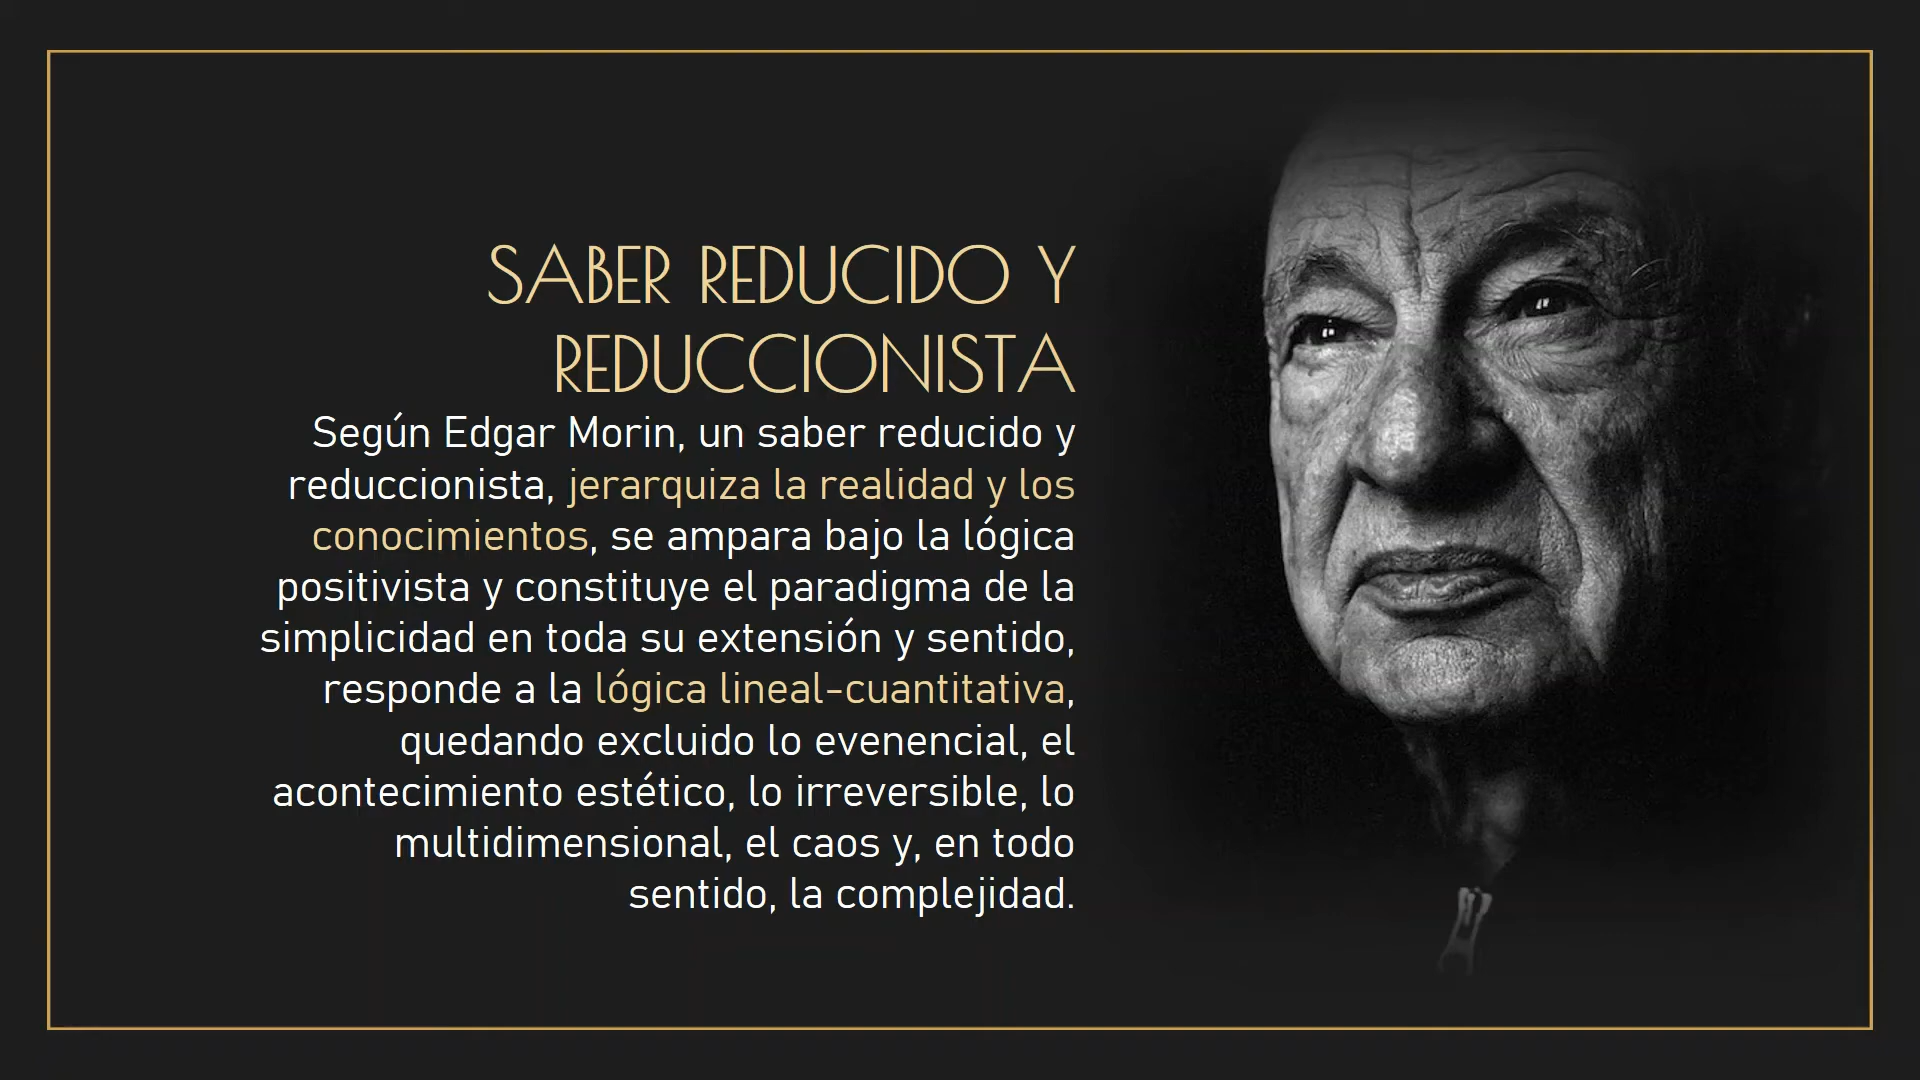 SABER REDUCIDO Y
REDUCCIONISTA
Según Edgar Morin, un saber reducido y
reduccionista, jerarquiza la realidad y los
conocimientos, se ampara bajo la lógica
positivista y constituye el paradigma de la
simplicidad en toda su extensión y sentido,
responde a la lógica lineal-cuantitativa,
quedando excluido lo evenencial, el
acontecimiento estético, lo irreversible, lo
multidimensional, el caos y, en todo
sentido, la complejidad.